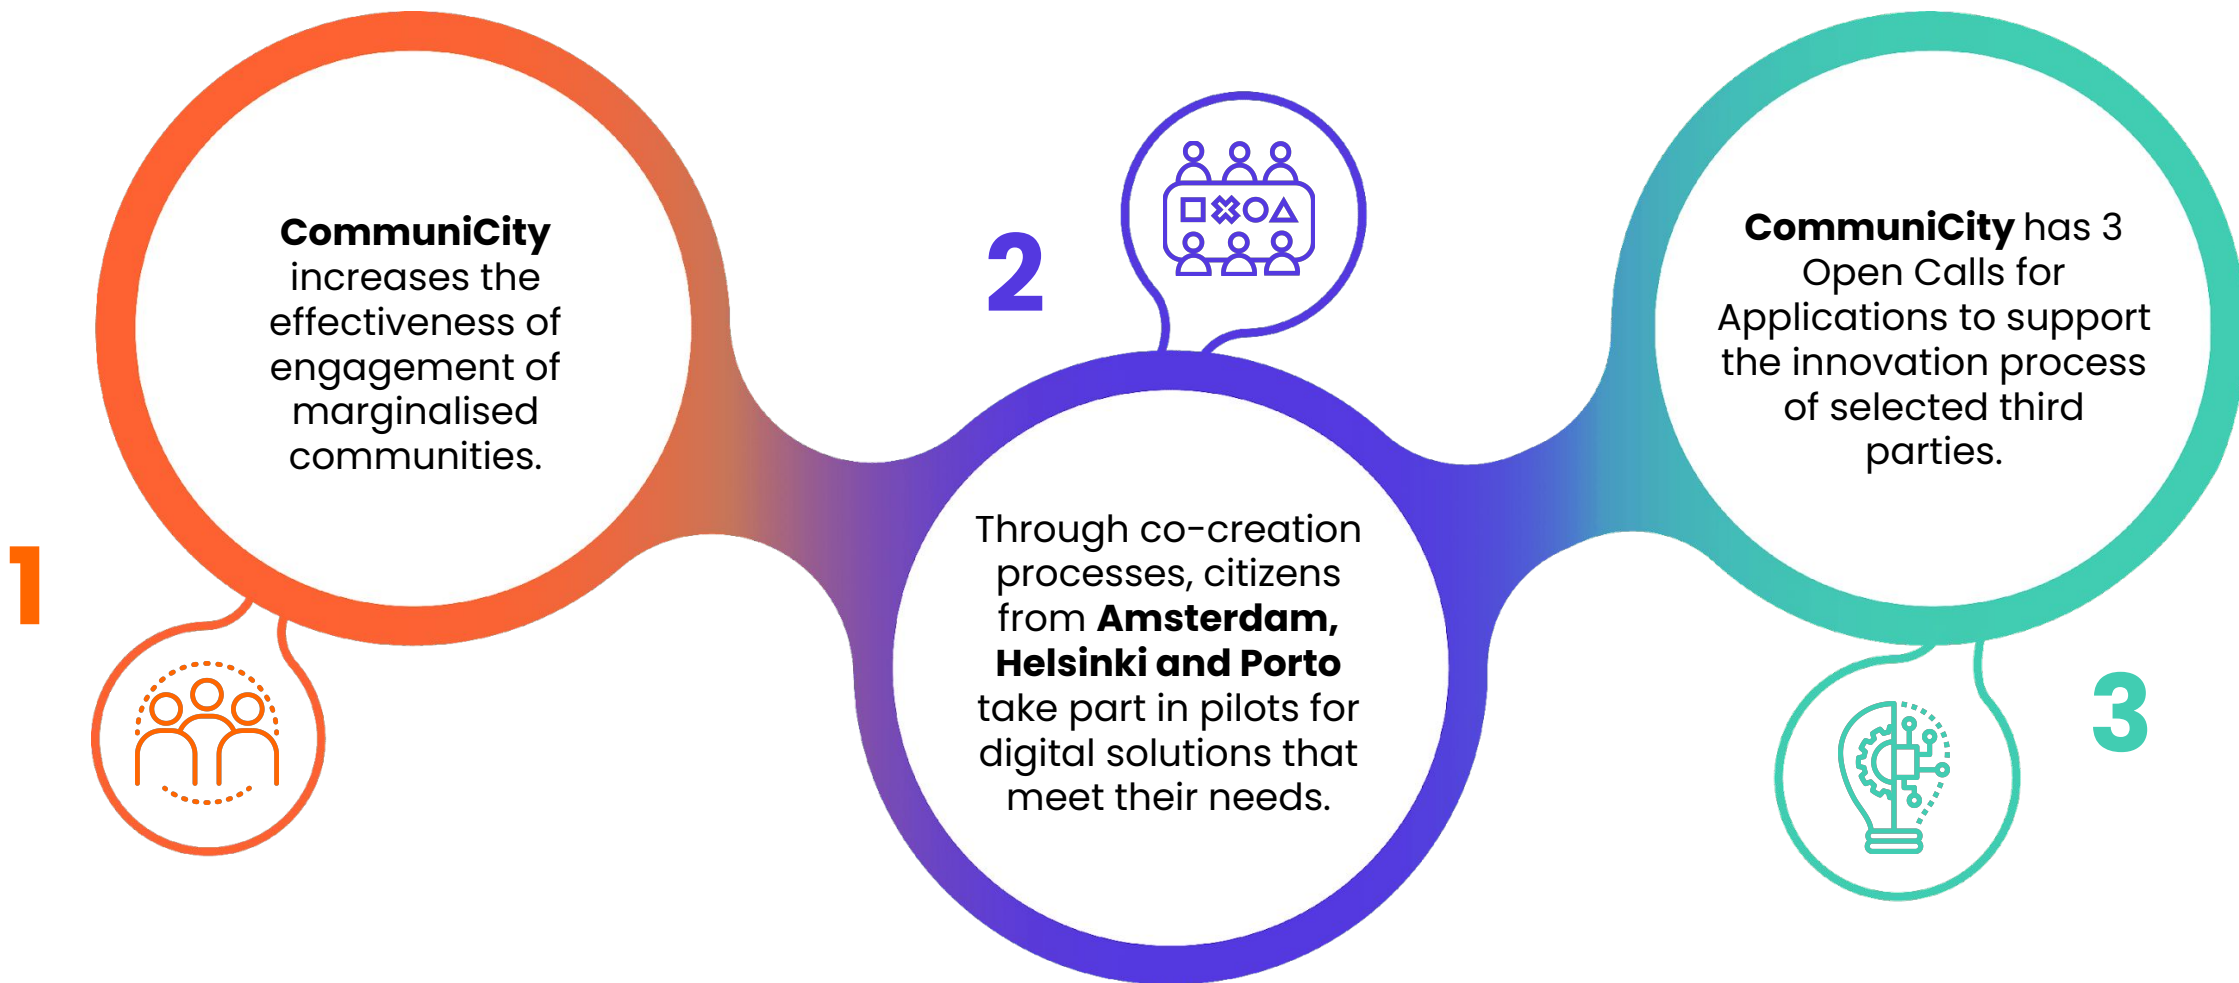 1
CommuniCity
increases the
effectiveness of
engagement of
marginalised
communities.
2
Through co-creation
processes, citizens
from Amsterdam,
Helsinki and Porto
take part in pilots for
digital solutions that
meet their needs.
3
CommuniCity has 3
Open Calls for
Applications to support
the innovation process
of selected third
parties.